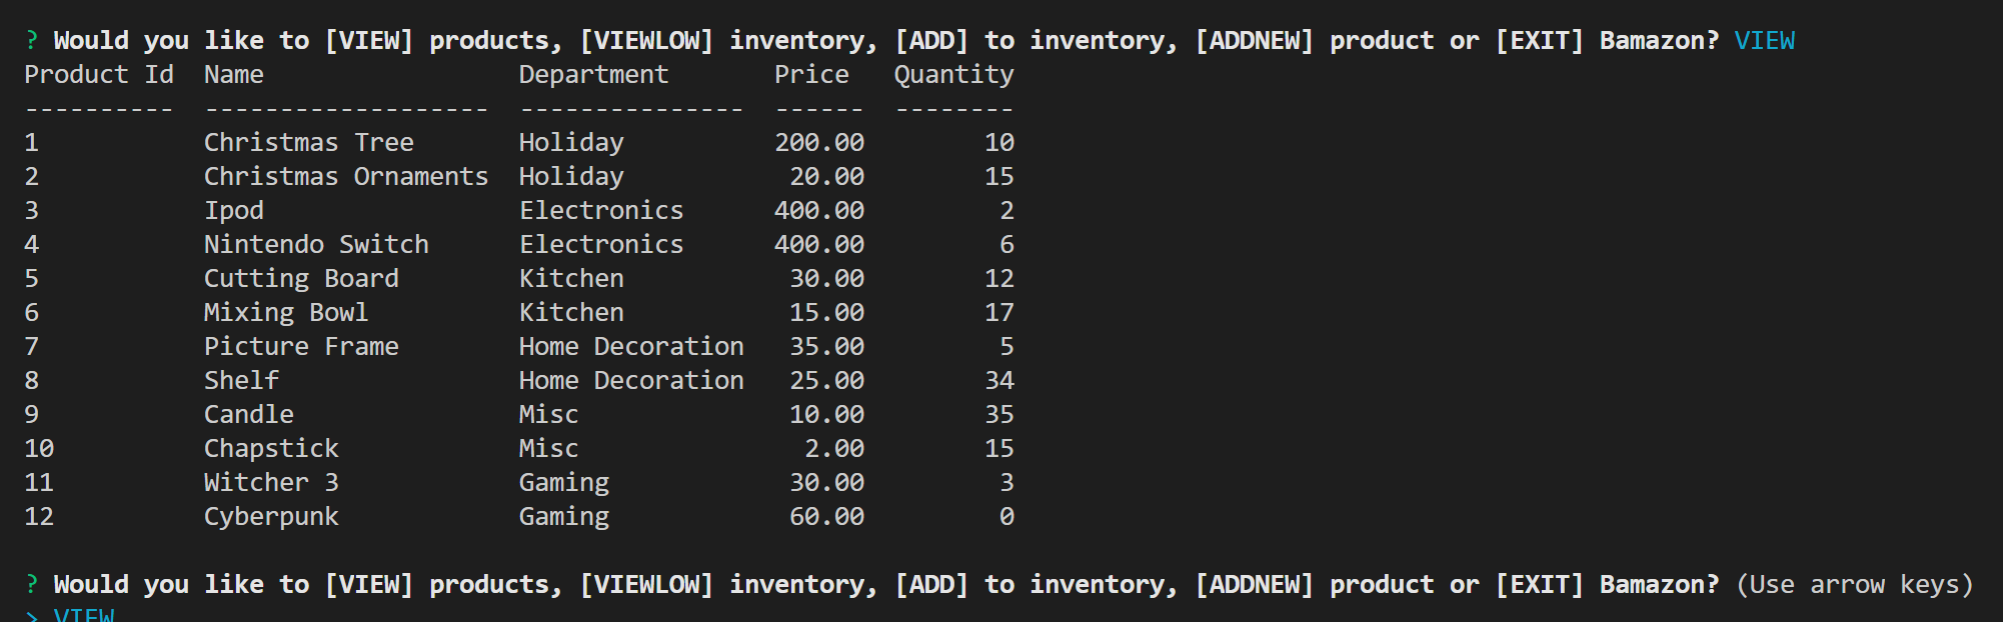 ? Would you like to [VIEW] products, [VIEWLOW] inventory, [ADD] to inventory, [ADDNEW] product or [EXIT] Bamazon? VIEW
Product Id  Name                 Department       Price   Quantity
----------  -------------------  ---------------  ------  --------
1           Christmas Tree       Holiday          200.00        10
2           Christmas Ornaments  Holiday           20.00        15
3           Ipod                 Electronics      400.00         2
4           Nintendo Switch      Electronics      400.00         6
5           Cutting Board        Kitchen           30.00        12
6           Mixing Bowl          Kitchen           15.00        17
7           Picture Frame        Home Decoration   35.00         5
8           Shelf                Home Decoration   25.00        34
9           Candle               Misc              10.00        35
10          Chapstick            Misc               2.00        15
11          Witcher 3            Gaming            30.00         3
12          Cyberpunk            Gaming            60.00         0
? Would you like to [VIEW] products, [VIEWLOW] inventory, [ADD] to inventory, [ADDNEW] product or [EXIT] Bamazon? (Use arrow keys)
> VIEW